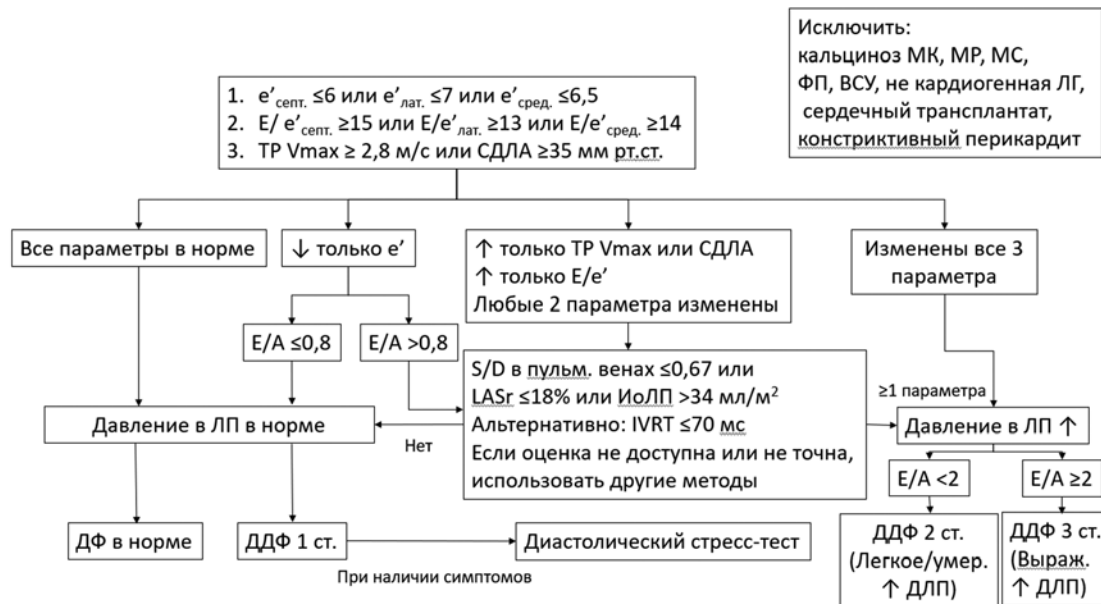 Исключить:
кальциноз МК, МР, МС,
ФП, ВСУ, не кардиогенная ЛГ,
сердечный трансплантат,
констриктивный перикардит
1. e’септ. ≤6 или e’лат. ≤7 или e’сред. ≤6,5
2. E/ e’септ. ≥15 или E/e’лат. ≥13 или E/e’сред. ≥14
3. ТР Vmax ≥ 2,8 м/с или СДЛА ≥35 мм рт.ст.
Все параметры в норме
↓ только e’
↑ только ТР Vmax или СДЛА
↑ только E/e’
Любые 2 параметра изменены
Изменены все 3
параметра
E/A ≤0,8
E/A >0,8
S/D в пульм. венах ≤0,67 или
LASr ≤18% или ИоЛП >34 мл/м²
Альтернативно: IVRT ≤70 мс
Если оценка не доступна или не точна,
использовать другие методы
≥1 параметра
Давление в ЛП в норме
Нет
Давление в ЛП ↑
E/A <2
E/A ≥2
ДФ в норме
ДДФ 1 ст.
При наличии симптомов
Диастолический стресс-тест
ДДФ 2 ст.
(Легкое/умер.
↑ ДЛП)
ДДФ 3 ст.
(Выраж.
↑ ДЛП)